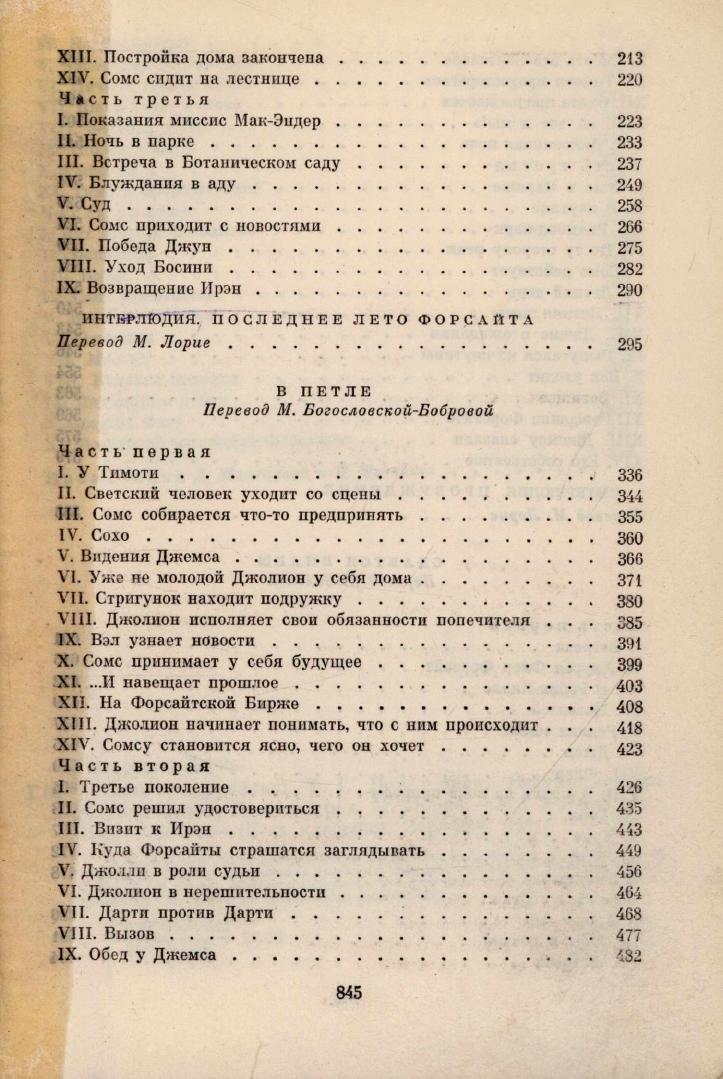 XIII. Постройка дома закончена . . . . . . . . . . . . . 213
XIV. Сомс сидит на лестнице . . . . . . . . . . . . . . 220
Часть третья
I. Показания миссис Мак-Эндер . . . . . . . . . . . . . 223
II. Ночь в парке . . . . . . . . . . . . . . . . . . . 233
III. Встреча в Ботаническом саду . . . . . . . . . . . . 237
IV. Блуждания в аду . . . . . . . . . . . . . . . . . 249
V. Суд . . . . . . . . . . . . . . . . . . . . . . . 258
VI. Сомс приходит с новостями . . . . . . . . . . . . . 266
VII. Победа Джун . . . . . . . . . . . . . . . . . . 275
VIII. Уход Босини . . . . . . . . . . . . . . . . . . 282
IX. Возвращение Ирэн . . . . . . . . . . . . . . . . . 290
ИНТЕРЛЮДИЯ. ПОСЛЕДНЕЕ ЛЕТО ФОРСАЙТА
Перевод М. Лорие . . . . . . . . . . . . . . . . . . 295
В ПЕТЛЕ
Перевод М. Богословской-Бобровой
Часть первая
I. У Тимоти . . . . . . . . . . . . . . . . . . . . 336
II. Светский человек уходит со сцены . . . . . . . . . . 344
III. Сомс собирается что-то предпринять . . . . . . . . . 355
IV. Сохо . . . . . . . . . . . . . . . . . . . . . . 360
V. Видения Джемса . . . . . . . . . . . . . . . . . . 366
VI. Уже не молодой Джолион у себя дома . . . . . . . . . 371
VII. Стригунок находит подружку . . . . . . . . . . . . 380
VIII. Джолион исполняет свои обязанности попечителя . . . 385
IX. Вэл узнает новости . . . . . . . . . . . . . . . . 391
X. Сомс принимает у себя будущее . . . . . . . . . . . 399
XI. ...И навещает прошлое . . . . . . . . . . . . . . . 403
XII. На Форсайтской Бирже . . . . . . . . . . . . . . 408
XIII. Джолион начинает понимать, что с ним происходит . . . 418
XIV. Сомсу становится ясно, чего он хочет . . . . . . . . 423
Часть вторая
I. Третье поколение . . . . . . . . . . . . . . . . . . 426
II. Сомс решил удостовериться . . . . . . . . . . . . . 435
III. Визит к Ирэн . . . . . . . . . . . . . . . . . . 443
IV. Куда Форсайты страшатся заглядывать . . . . . . . . 449
V. Джолли в роли судьи . . . . . . . . . . . . . . . . 456
VI. Джолион в нерешительности . . . . . . . . . . . . . 464
VII. Дарти против Дарти . . . . . . . . . . . . . . . 468
VIII. Вызов . . . . . . . . . . . . . . . . . . . . . 477
IX. Обед у Джемса . . . . . . . . . . . . . . . . . . 482
845